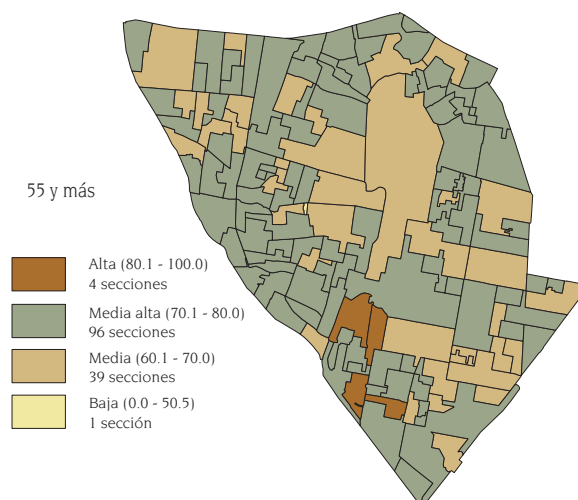 55 y más
Alta (80.1 - 100.0)
4 secciones
Media alta (70.1 - 80.0)
96 secciones
Media (60.1 - 70.0)
39 secciones
Baja (0.0 - 50.5)
1 sección